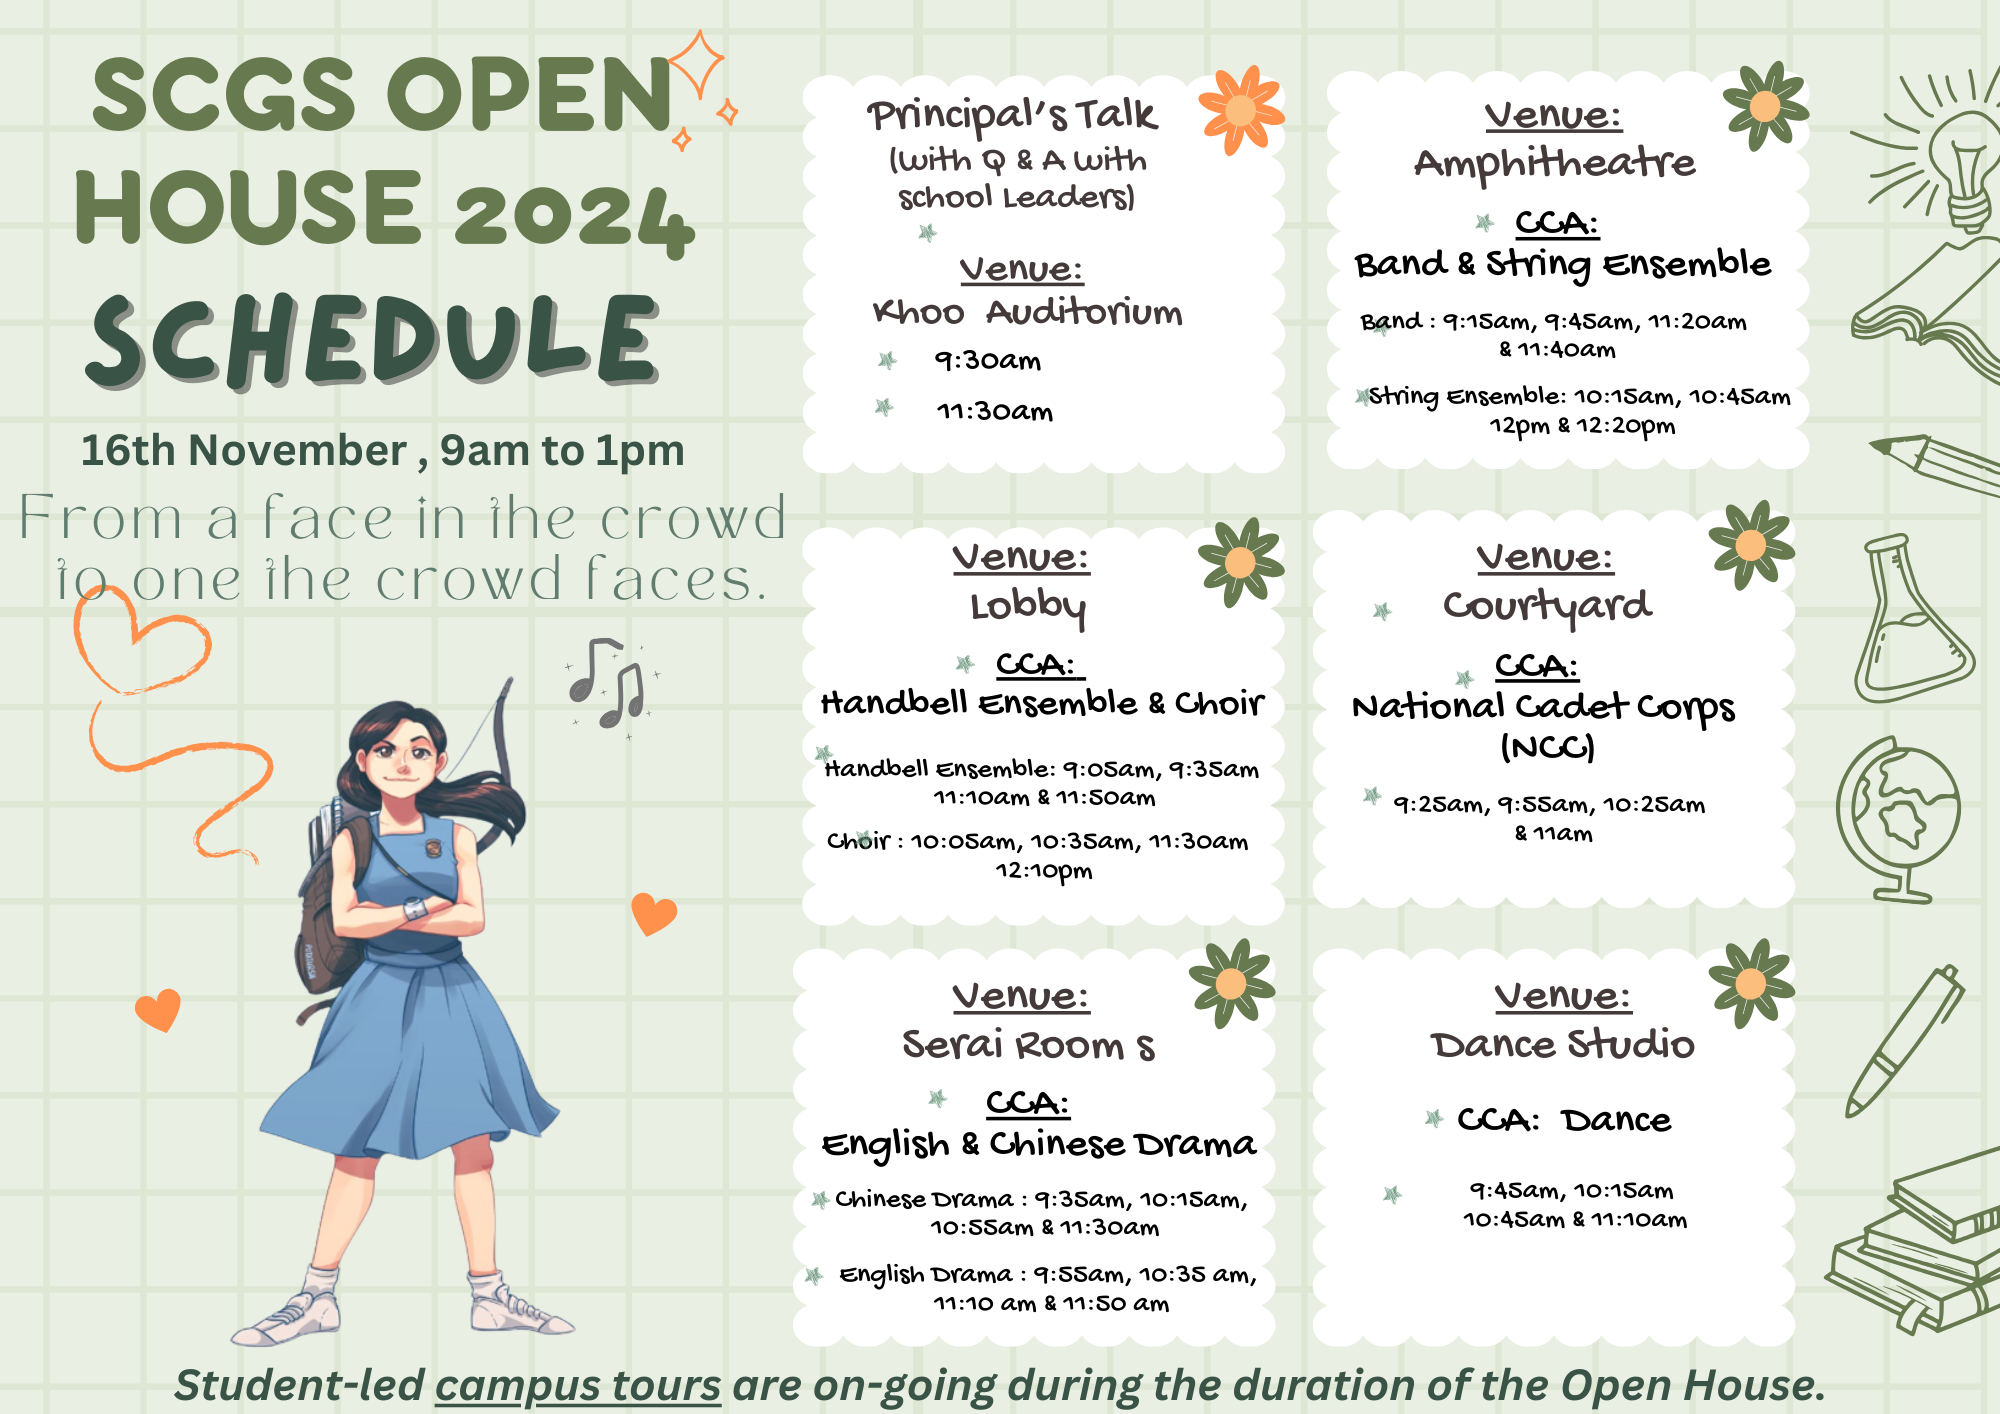 SCGS OPEN
HOUSE 2024
SCHEDULE
16th November , 9am to 1pm
From a face in the crowd
to one the crowd faces.
Principal's Talk
(with Q & A with
school Leaders)
Venue:
Khoo Auditorium
9:30am
11:30am
Venue:
Amphitheatre
CCA:
Band & String Ensemble
Band : 9:15am, 9:45am, 11:20am
& 11:40am
String Ensemble: 10:15am, 10:45am
12pm & 12:20pm
Venue:
Lobby
CCA:
Handbell Ensemble & Choir
Handbell Ensemble: 9:05am, 9:35am
11:10am & 11:50am
Choir : 10:05am, 10:35am, 11:30am
12:10pm
Venue:
Courtyard
CCA:
National Cadet Corps
(NCC)
9:25am, 9:55am, 10:25am
& 11am
Venue:
Serai Room s
CCA:
English & Chinese Drama
Chinese Drama : 9:35am, 10:15am,
10:55am & 11:30am
English Drama : 9:55am, 10:35 am,
11:10 am & 11:50 am
Venue:
Dance Studio
CCA: Dance
9:45am, 10:15am
10:45am & 11:10am
Student-led campus tours are on-going during the duration of the Open House.